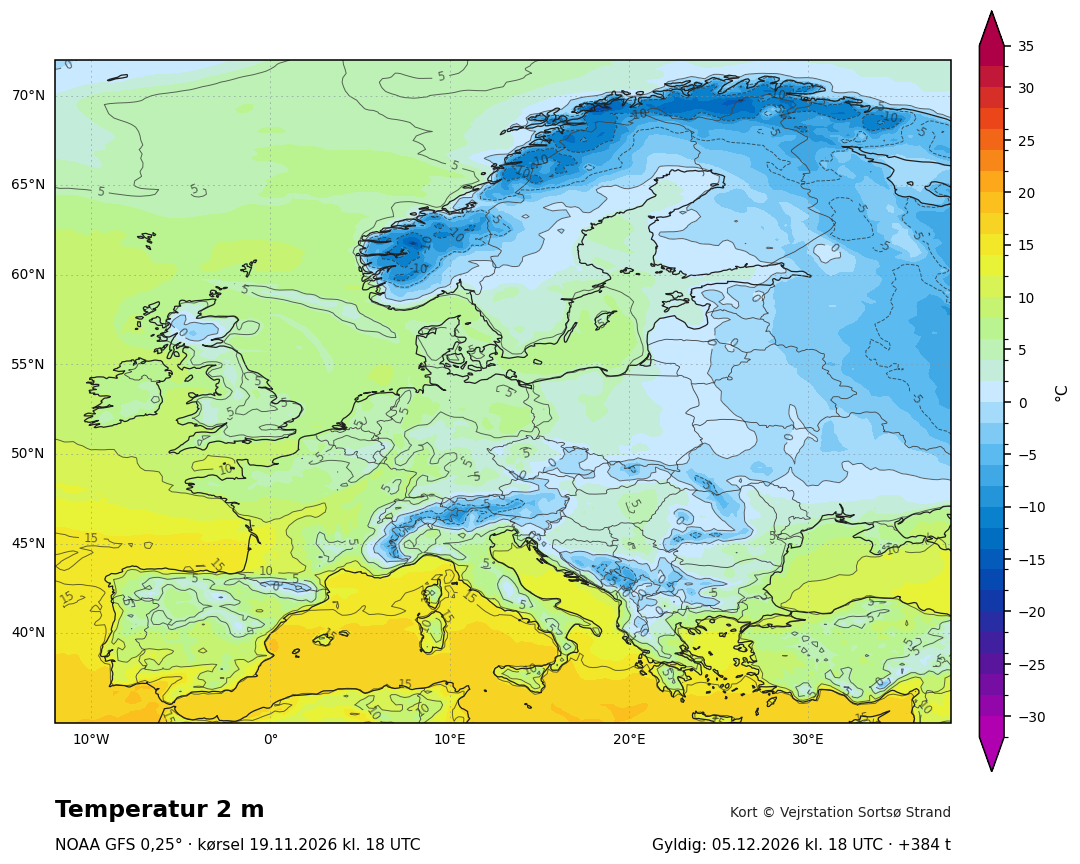 70°N
65°N
60°N
55°N
50°N
45°N
40°N
10°W
0°
10°E
20°E
30°E
35
30
25
20
15
10
5
0
−5
−10
−15
−20
−25
−30
°C
Temperatur 2 m
Kort © Vejrstation Sortsø Strand
NOAA GFS 0,25° · kørsel 19.11.2026 kl. 18 UTC
Gyldig: 05.12.2026 kl. 18 UTC · +384 t